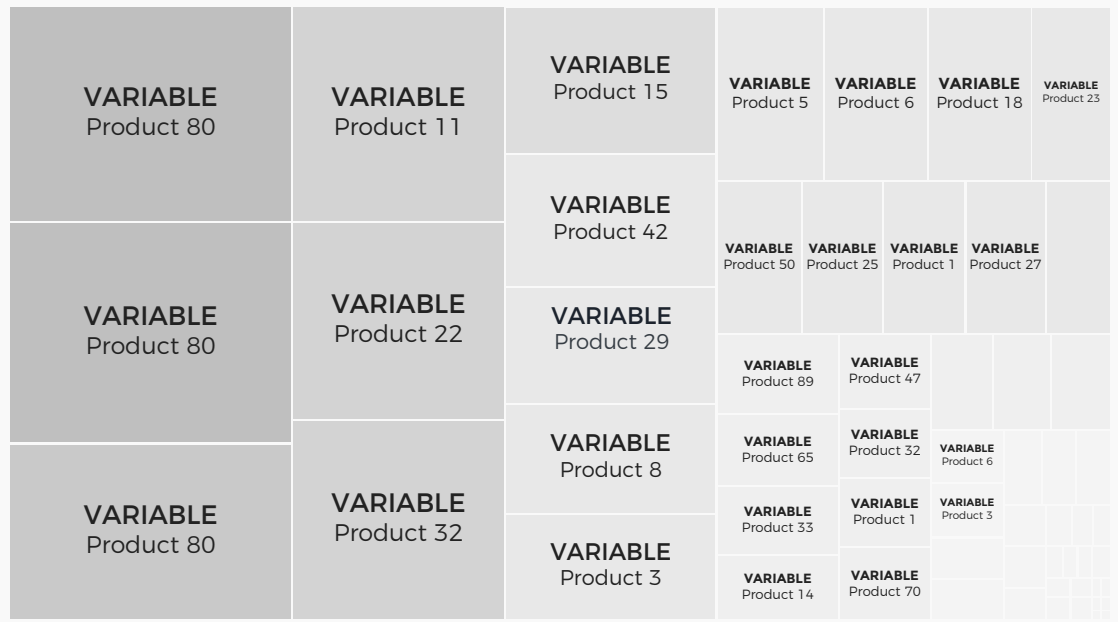 VARIABLE
Product 80
VARIABLE
Product 80
VARIABLE
Product 80
VARIABLE
Product 11
VARIABLE
Product 22
VARIABLE
Product 32
VARIABLE
Product 15
VARIABLE
Product 42
VARIABLE
Product 29
VARIABLE
Product 8
VARIABLE
Product 3
VARIABLE
Product 5
VARIABLE
Product 6
VARIABLE
Product 18
VARIABLE
Product 23
VARIABLE
Product 50
VARIABLE
Product 25
VARIABLE
Product 1
VARIABLE
Product 27
VARIABLE
Product 89
VARIABLE
Product 65
VARIABLE
Product 33
VARIABLE
Product 14
VARIABLE
Product 47
VARIABLE
Product 32
VARIABLE
Product 1
VARIABLE
Product 70
VARIABLE
Product 6
VARIABLE
Product 3